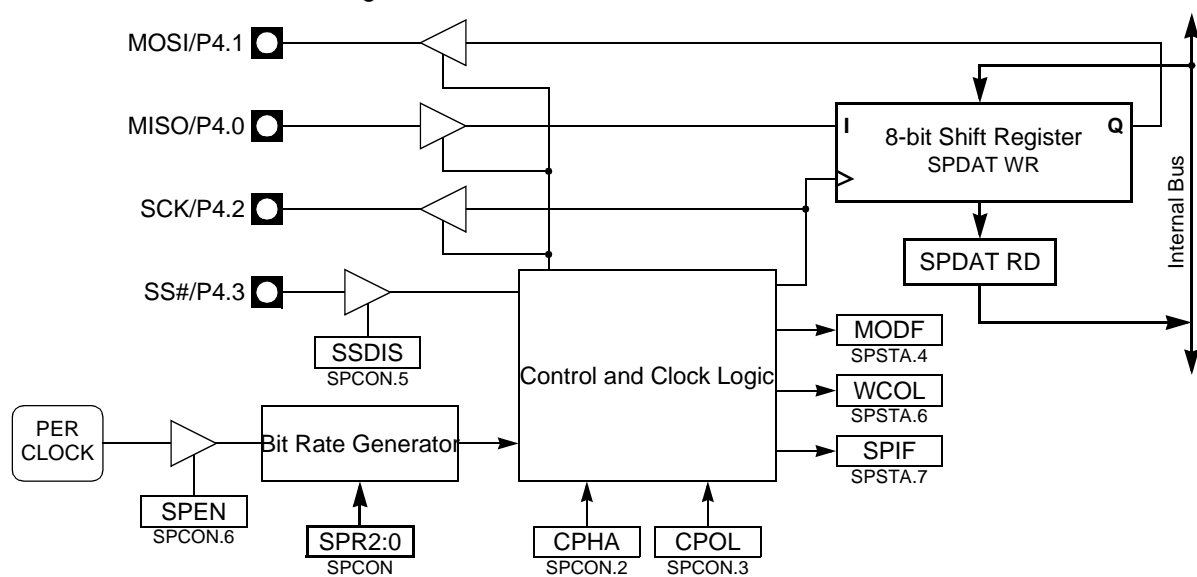 MOSI/P4.1
MISO/P4.0
I
8-bit Shift Register
Q
SPDAT WR
SCK/P4.2
Internal Bus
SPDAT RD
SS#/P4.3
SSDIS
SPCON.5
Control and Clock Logic
MODF
SPSTA.4
WCOL
SPSTA.6
SPIF
SPSTA.7
PER
CLOCK
Bit Rate Generator
SPEN
SPCON.6
SPR2:0
SPCON
CPHA
SPCON.2
CPOL
SPCON.3